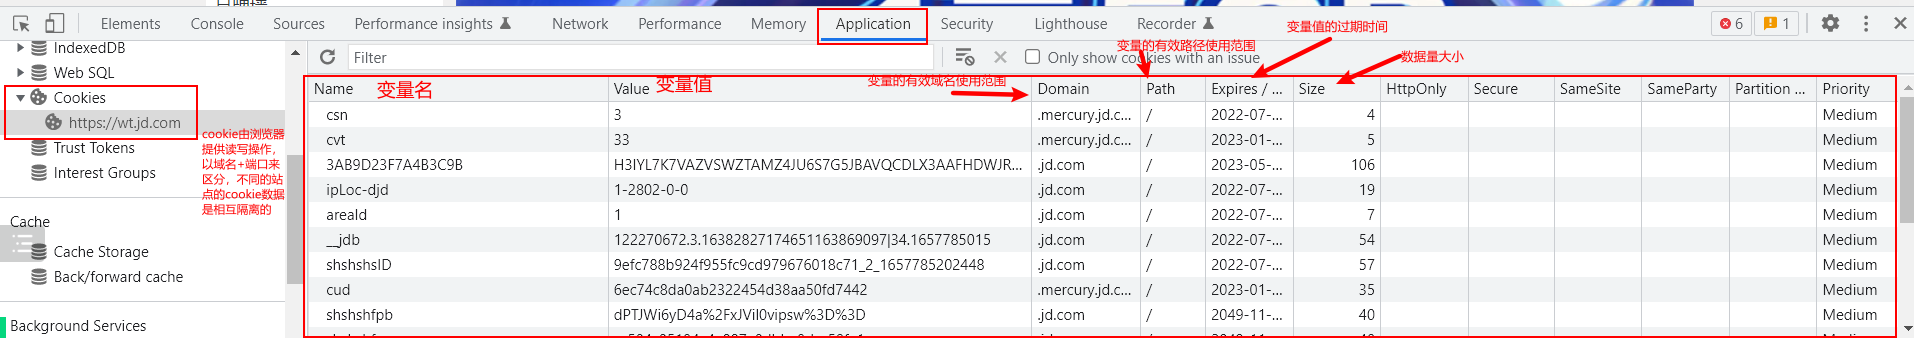 Elements Console Sources Performance insights Network Performance Memory Application Security Lighthouse Recorder 6 1
变量值的过期时间
变量的有效路径使用范围
数据量大小
IndexedDB
Web SQL
Cookies
https://wt.jd.com
Trust Tokens
Interest Groups
cookie由浏览器
提供读写操作，
以域名+端口来
区分，不同的站
点的cookie数据
是相互隔离的
Cache
Cache Storage
Back/forward cache
Background Services
Filter
Only show cookies with an issue
变量的有效域名使用范围
变量名
变量值
Name Value Domain Path Expires / ... Size HttpOnly Secure SameSite SameParty Partition ... Priority
csn 3 .mercury.jd.c... / 2022-07-... 4 Medium
cvt 33 .mercury.jd.c... / 2023-01-... 5 Medium
3AB9D23F7A4B3C9B H3IYL7K7VAZVSWZTAMZ4JU6S7G5JBAVQCDLX3AAFHDWJR... .jd.com / 2023-05-... 106 Medium
ipLoc-djd 1-2802-0-0 .jd.com / 2022-07-... 19 Medium
areaId 1 .jd.com / 2022-07-... 7 Medium
__jdb 122270672.3.16382827174651163869097|34.1657785015 .jd.com / 2022-07-... 54 Medium
shshshsID 9efc788b924f955fc9cd979676018c71_2_1657785202448 .jd.com / 2022-07-... 57 Medium
cud 6ec74c8da0ab2322454d38aa50fd7442 .mercury.jd.c... / 2023-01-... 35 Medium
shshshfpb dPTJWi6yD4a%2FxJViI0vipsw%3D%3D .jd.com / 2049-11-... 40 Medium